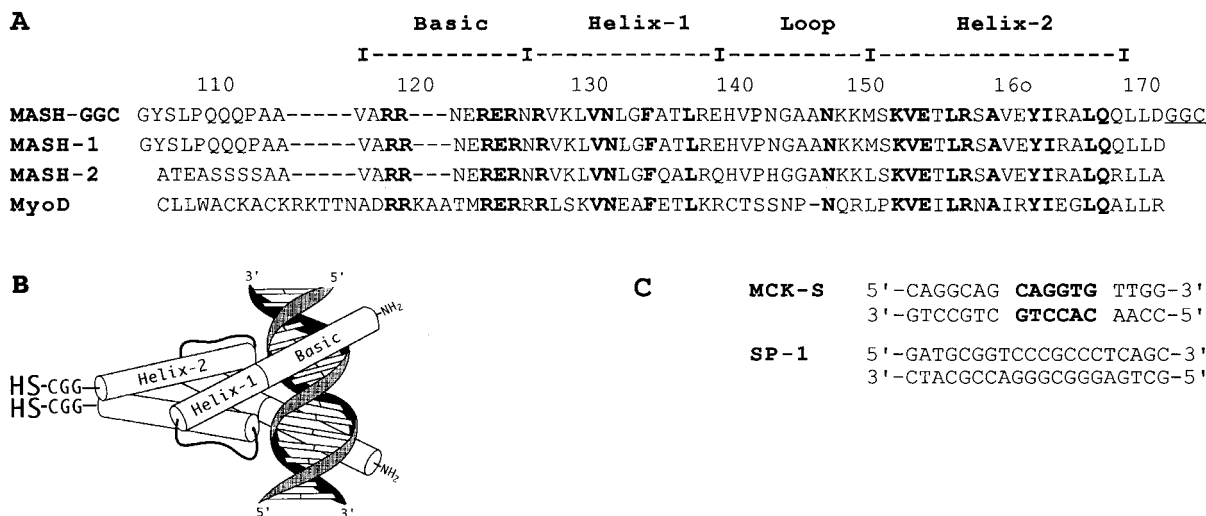 A
Basic Helix-1 Loop Helix-2
I-----------I--------------I----------I------------------I
110 120 130 140 150 16o 170
MASH-GGC GYSLPQQQPAA-----VARR---NERERNRVKLVNLGFATLREHVPNGAANKKMSKVETLRSAVEYIRALQQLLDGGC
MASH-1 GYSLPQQQPAA-----VARR---NERERNRVKLVNLGFATLREHVPNGAANKKMSKVETLRSAVEYIRALQQLLD
MASH-2 ATEASSSSAA-----VARR---NERERNRVKLVNLGFQALRQHVPHGGANKKLSKVETLRSAVEYIRALQRLLA
MyoD CLLWACKACKRKTTNADRRKAATMRERRRLSKVNEAFETLKRCTSSNP-NQRLPKVEILRNAIRYIEGLQALLR
B
3' 5'
NH2
Basic
Helix-2
Helix-1
HS-CGG
HS-CGG
NH2
5' 3'
C
MCK-S 5'-CAGGCAG CAGGTG TTGG-3'
3'-GTCCGTC GTCCAC AACC-5'
SP-1 5'-GATGCGGTCCCGCCCTCAGC-3'
3'-CTACGCCAGGGCGGGAGTCG-5'